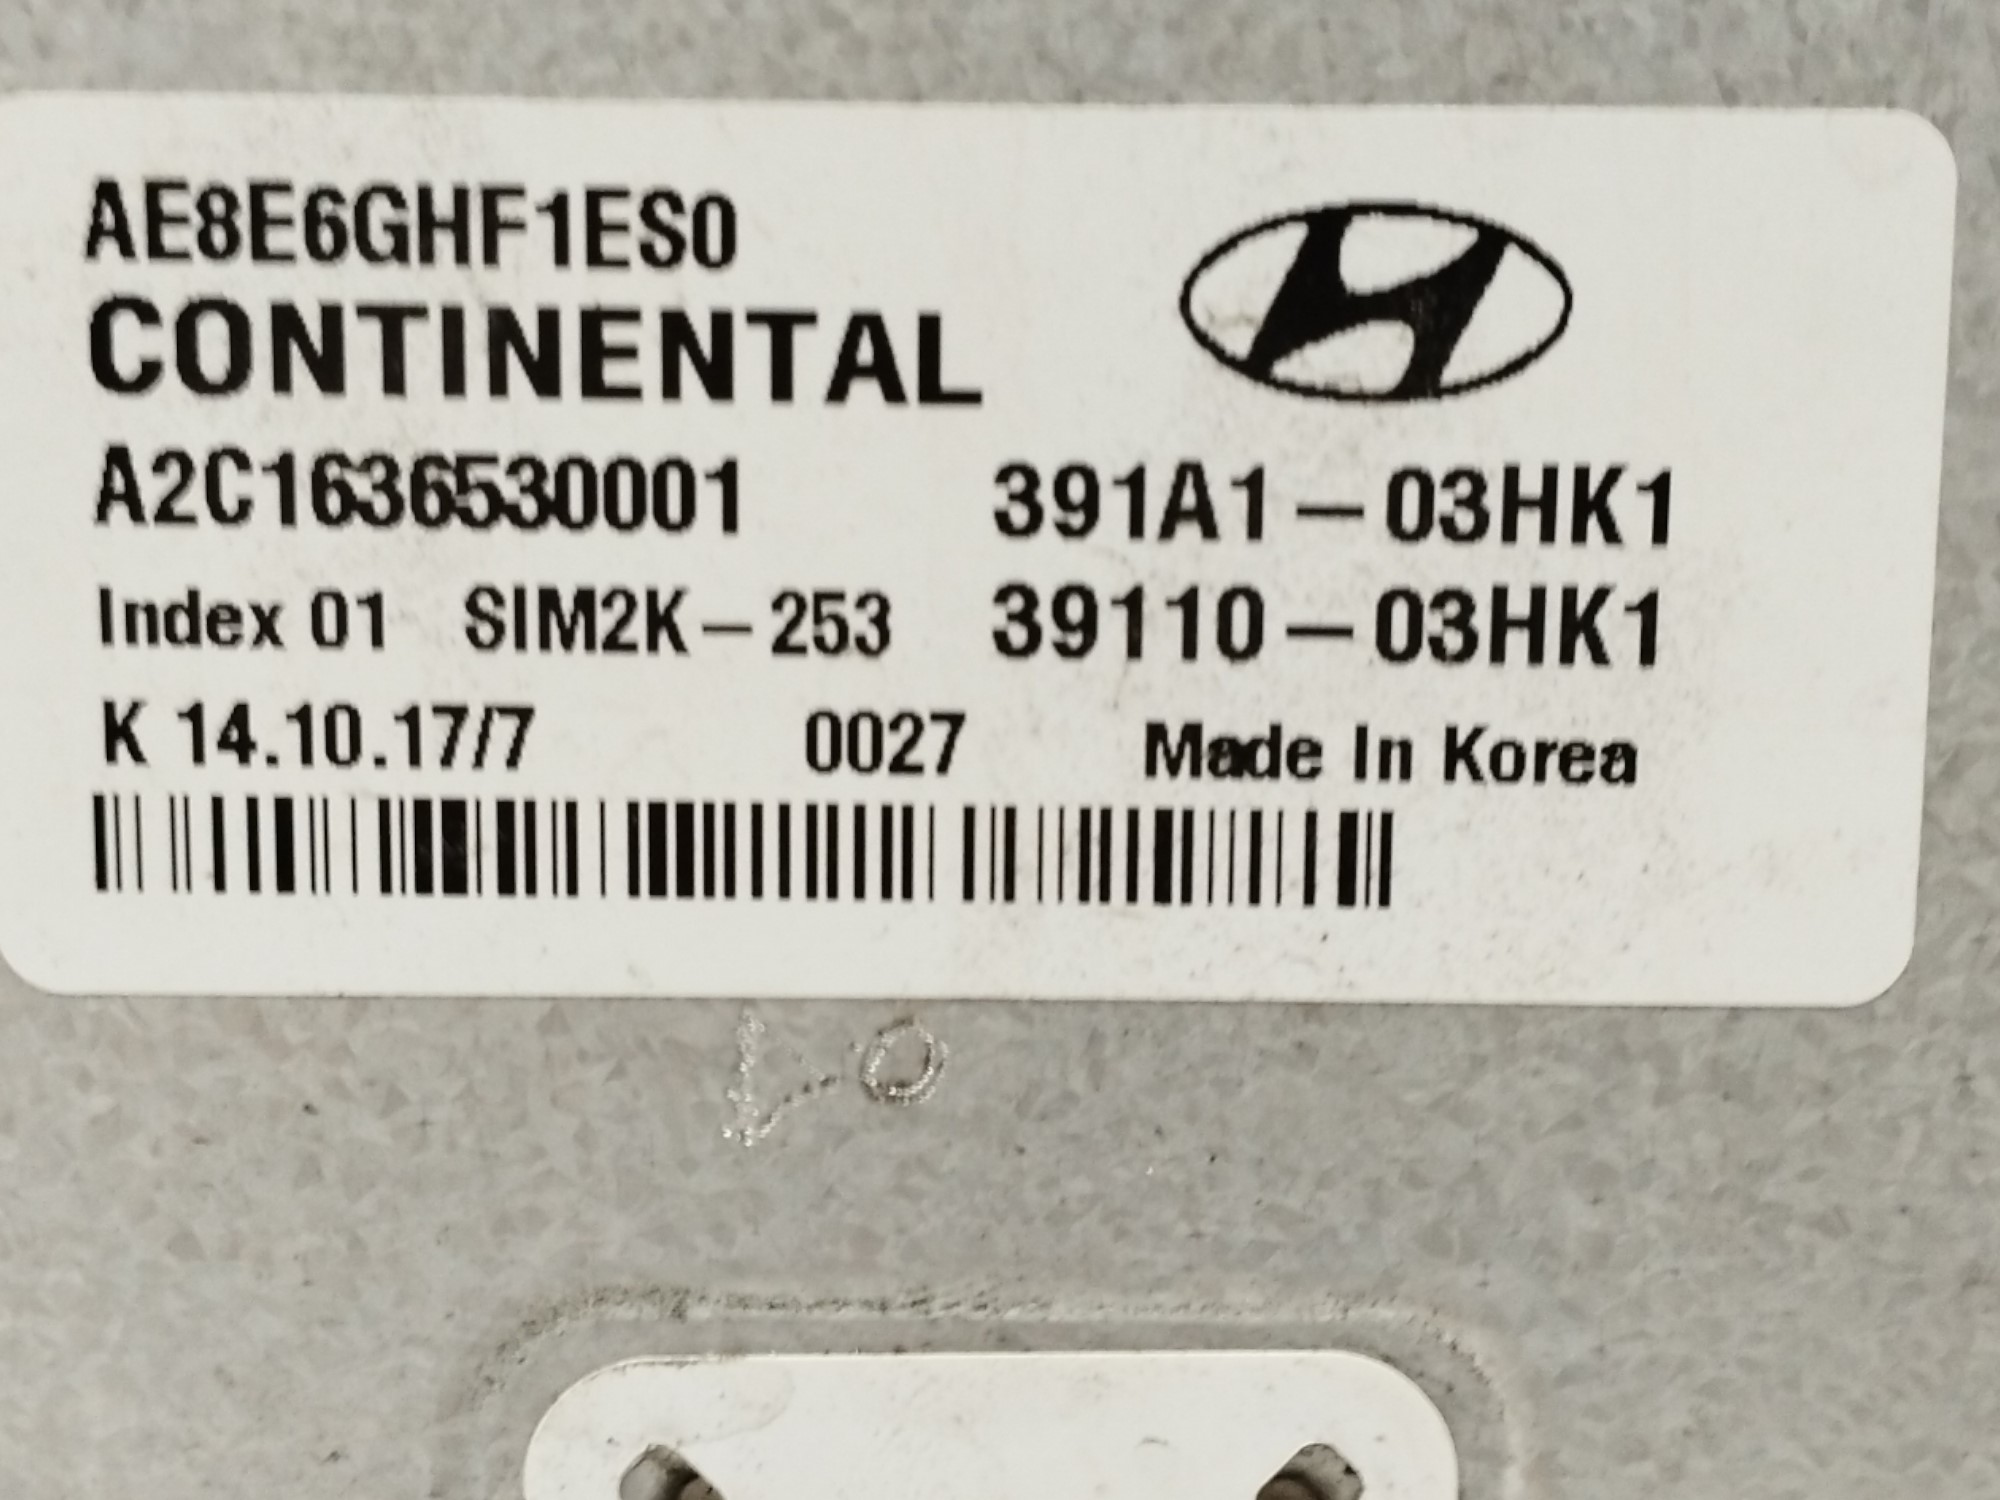 AE8E6GHF1ES0
CONTINENTAL
A2C1636530001 391A1-03HK1
Index 01 SIM2K-253 39110-03HK1
K 14.10.17/7 0027 Made In Korea